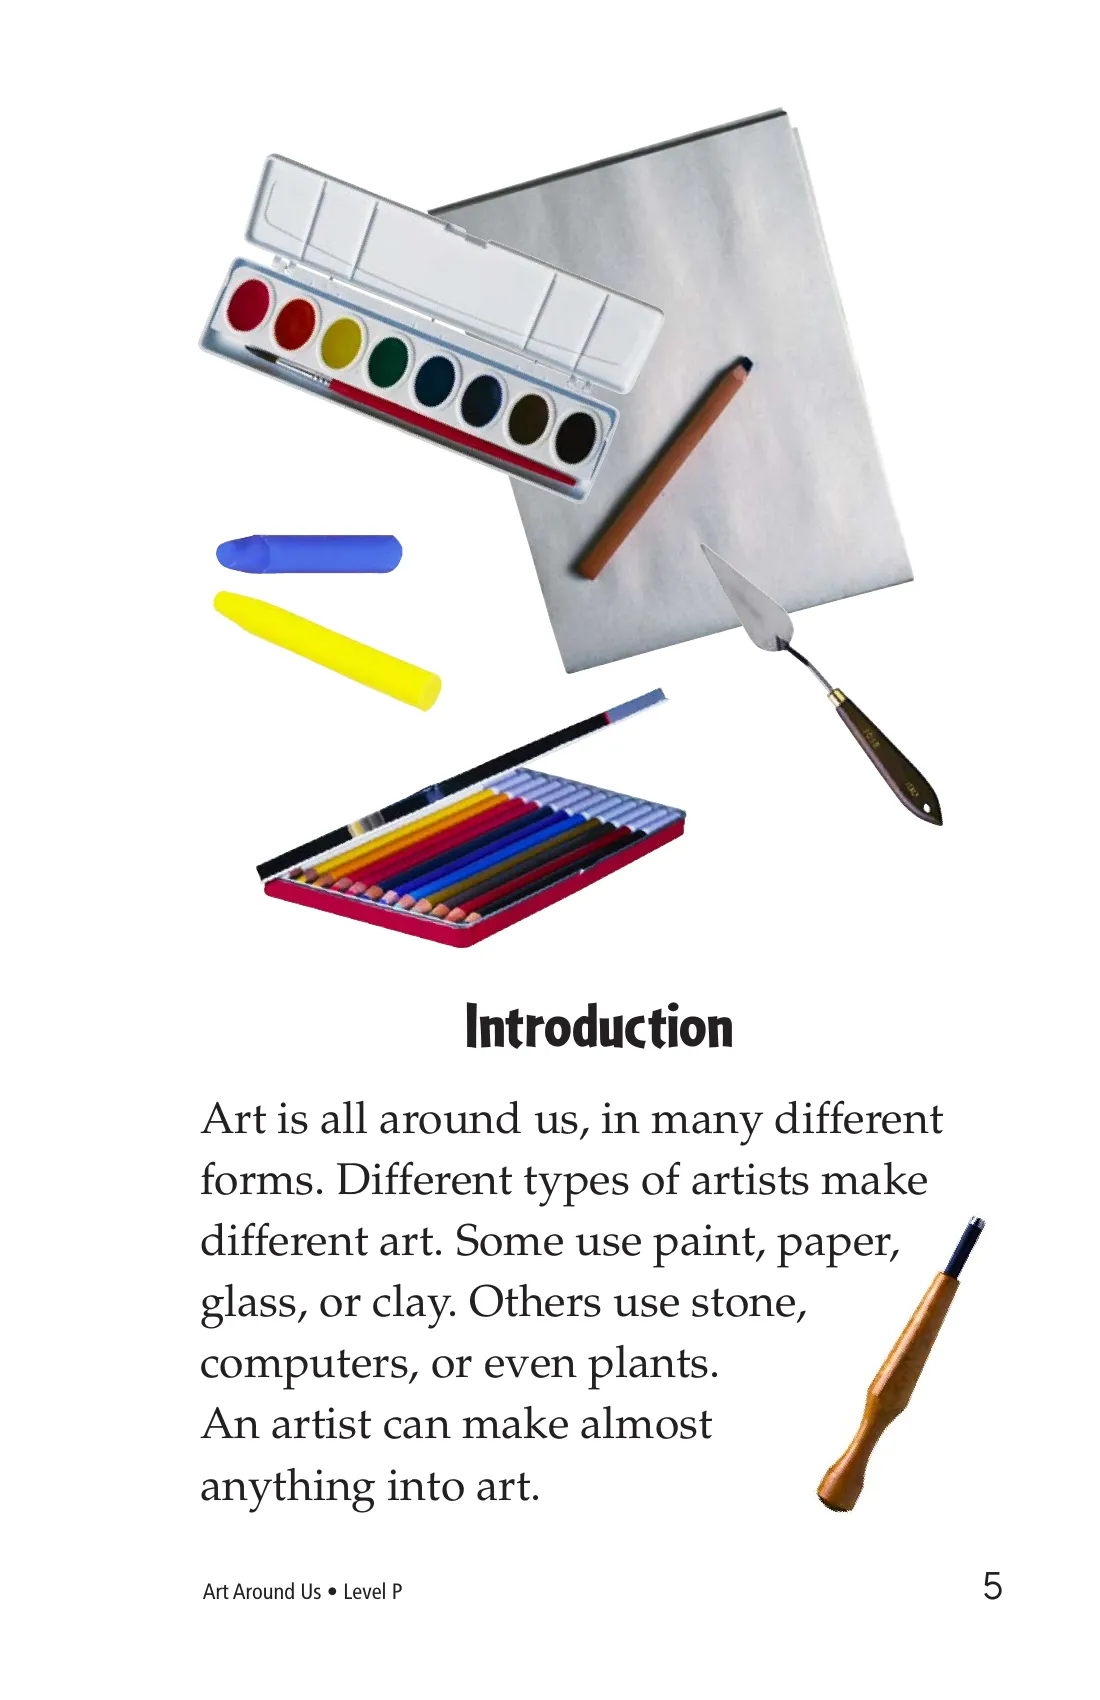 Introduction
Art is all around us, in many different
forms. Different types of artists make
different art. Some use paint, paper,
glass, or clay. Others use stone,
computers, or even plants.
An artist can make almost
anything into art.
Art Around Us • Level P
5